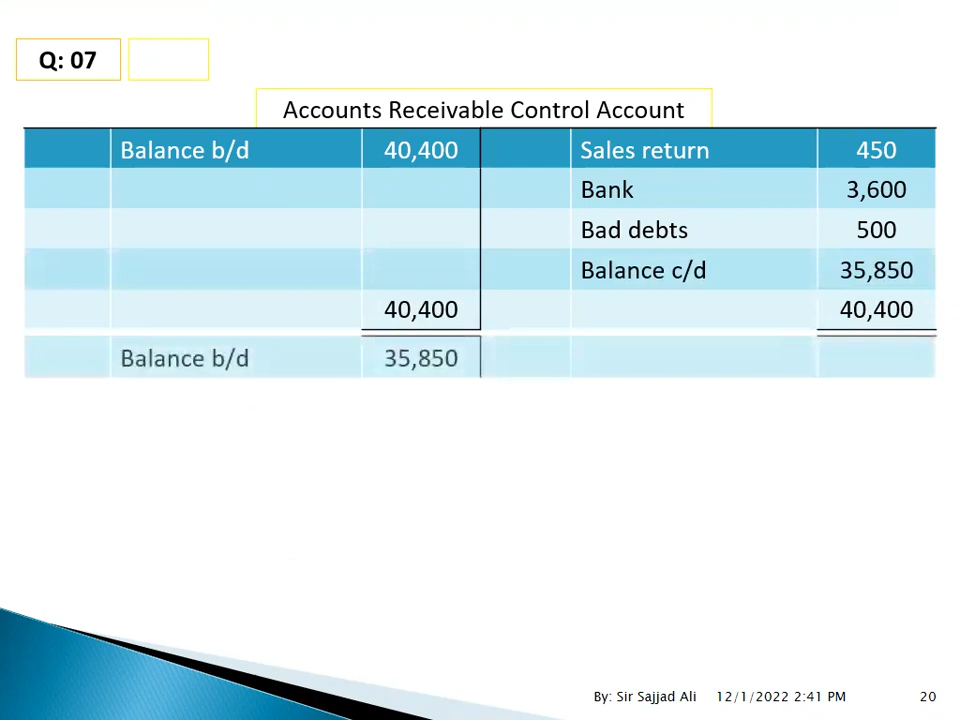 Q: 07
Accounts Receivable Control Account
Balance b/d 40,400 Sales return 450
Bank 3,600
Bad debts 500
Balance c/d 35,850
40,400 40,400
Balance b/d 35,850
By: Sir Sajjad Ali 12/1/2022 2:41 PM 20